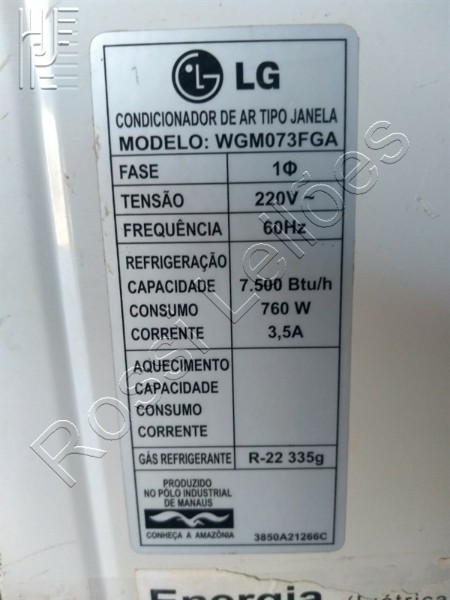 LG
CONDICIONADOR DE AR TIPO JANELA
MODELO: WGM073FGA
FASE 1Φ
TENSÃO 220V ~
FREQUÊNCIA 60Hz
REFRIGERAÇÃO
CAPACIDADE 7.500 Btu/h
CONSUMO 760 W
CORRENTE 3,5A
AQUECIMENTO
CAPACIDADE
CONSUMO
CORRENTE
GÁS REFRIGERANTE R-22 335g
PRODUZIDO
NO PÓLO INDUSTRIAL
DE MANAUS
CONHEÇA A AMAZÔNIA
3850A21266C
Energia (Elétrica
Rossi Leilões